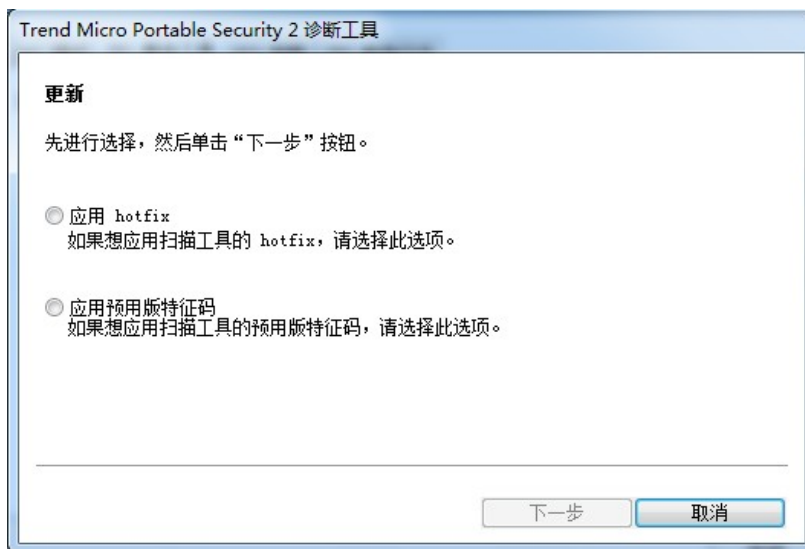 Trend Micro Portable Security 2 诊断工具
更新
先进行选择，然后单击“下一步”按钮。
应用 hotfix
如果想应用扫描工具的 hotfix，请选择此选项。
应用预用版特征码
如果想应用扫描工具的预用版特征码，请选择此选项。
下一步
取消